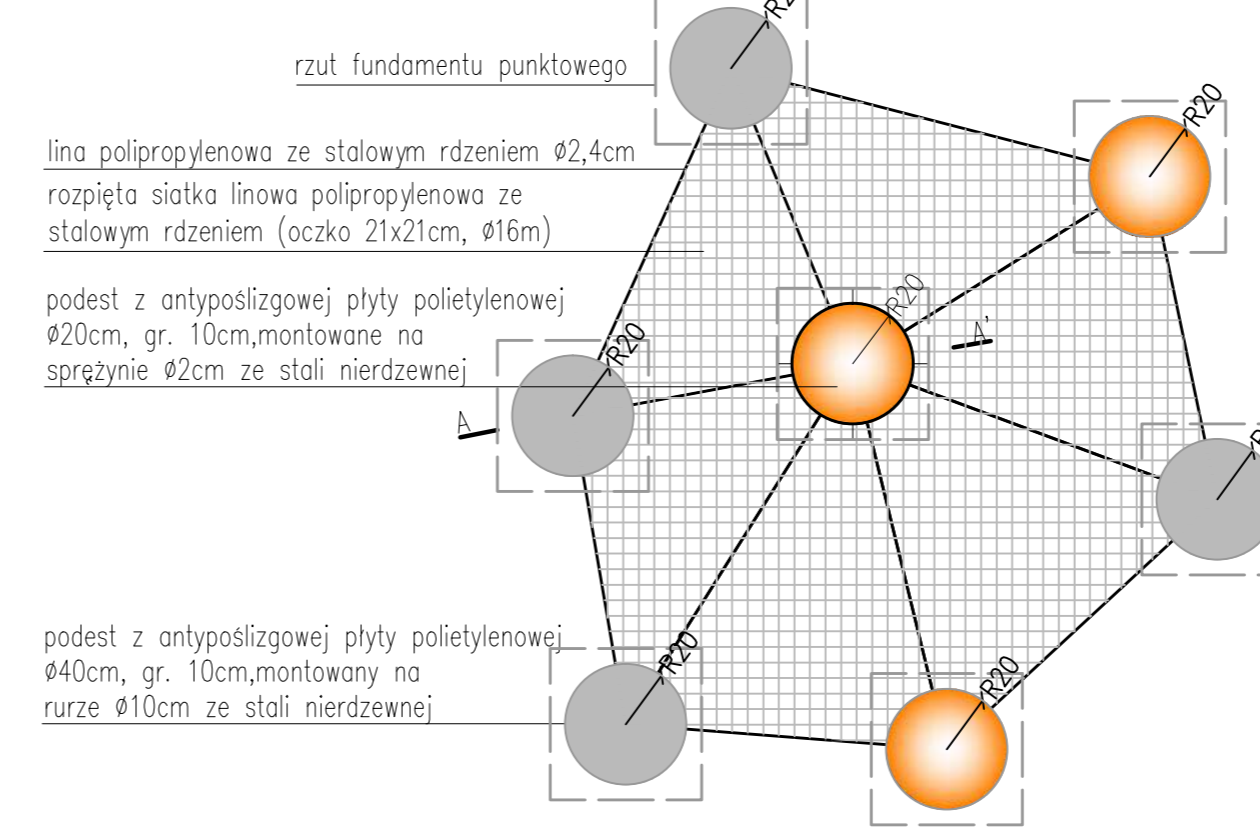 R2
rzut fundamentu punktowego
R20
lina polipropylenowa ze stalowym rdzeniem Ø2,4cm
rozpięta siatka linowa polipropylenowa ze
stalowym rdzeniem (oczko 21x21cm, Ø16m)
podest z antypoślizgowej płyty polietylenowej
Ø20cm, gr. 10cm,montowane na
sprężynie Ø2cm ze stali nierdzewnej
R20
R20
A'
A
R
podest z antypoślizgowej płyty polietylenowej
Ø40cm, gr. 10cm,montowany na
rurze Ø10cm ze stali nierdzewnej
R20
R20